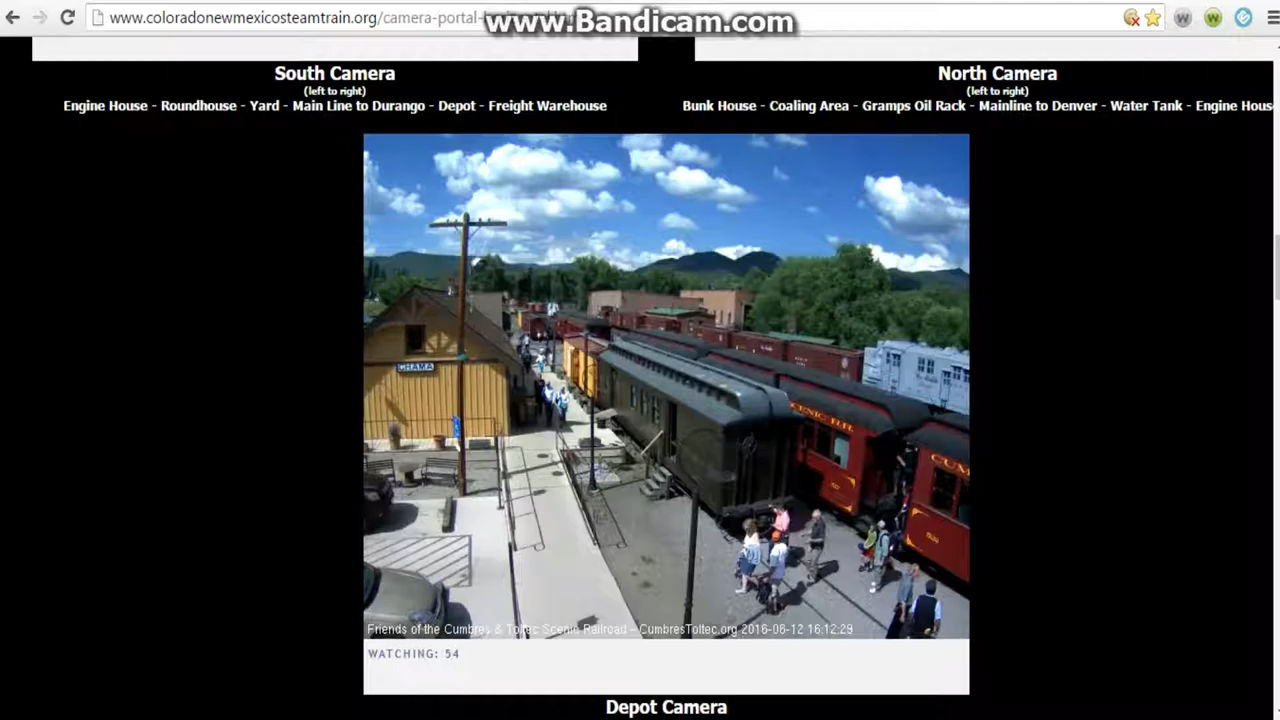 www.coloradonewmexicosteamtrain.org/camera-portal-
www.Bandicam.com
South Camera
(left to right)
Engine House - Roundhouse - Yard - Main Line to Durango - Depot - Freight Warehouse
North Camera
(left to right)
Bunk House - Coaling Area - Gramps Oil Rack - Mainline to Denver - Water Tank - Engine Hous
CHAMA
CENIC R.R.
CUM
Friends of the Cumbres & Toltec Scenic Railroad - CumbresToltec.org 2016-06-12 16:12:29
WATCHING: 54
Depot Camera